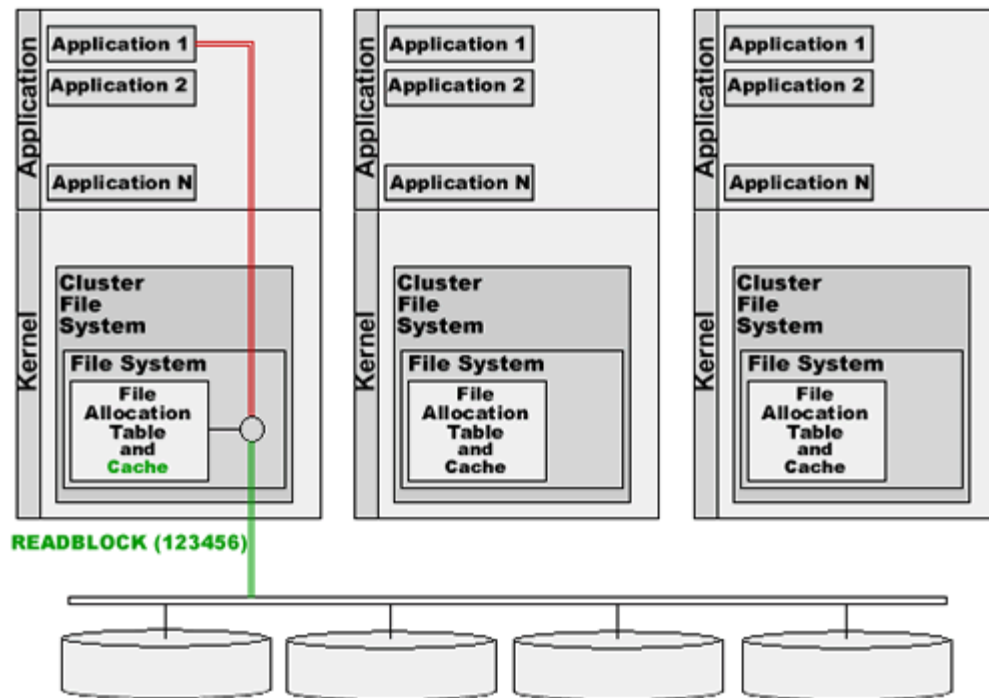 Application
Application 1
Application 2
Application N
Kernel
Cluster
File
System
File System
File
Allocation
Table
and
Cache
READBLOCK (123456)
Application
Application 1
Application 2
Application N
Kernel
Cluster
File
System
File System
File
Allocation
Table
and
Cache
Application
Application 1
Application 2
Application N
Kernel
Cluster
File
System
File System
File
Allocation
Table
and
Cache